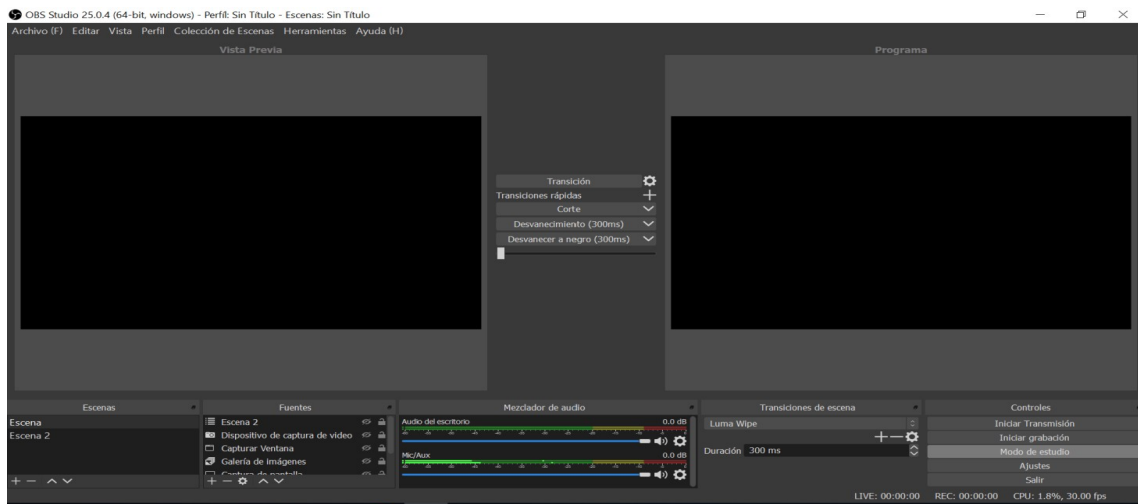 OBS Studio 25.0.4 (64-bit, windows) - Perfil: Sin Título - Escenas: Sin Título
Archivo (F) Editar Vista Perfil Colección de Escenas Herramientas Ayuda (H)
Vista Previa
Programa
Transición
Transiciones rápidas
Corte
Desvanecimiento (300ms)
Desvanecer a negro (300ms)
Escenas
Escena
Escena 2
Fuentes
Escena 2
Dispositivo de captura de video
Capturar Ventana
Galería de imágenes
Captura de pantalla
Mezclador de audio
Audio del escritorio 0.0 dB
Mic/Aux 0.0 dB
Transiciones de escena
Luma Wipe
Duración 300 ms
Controles
Iniciar Transmisión
Iniciar grabación
Modo de estudio
Ajustes
Salir
LIVE: 00:00:00 REC: 00:00:00 CPU: 1.8%, 30.00 fps